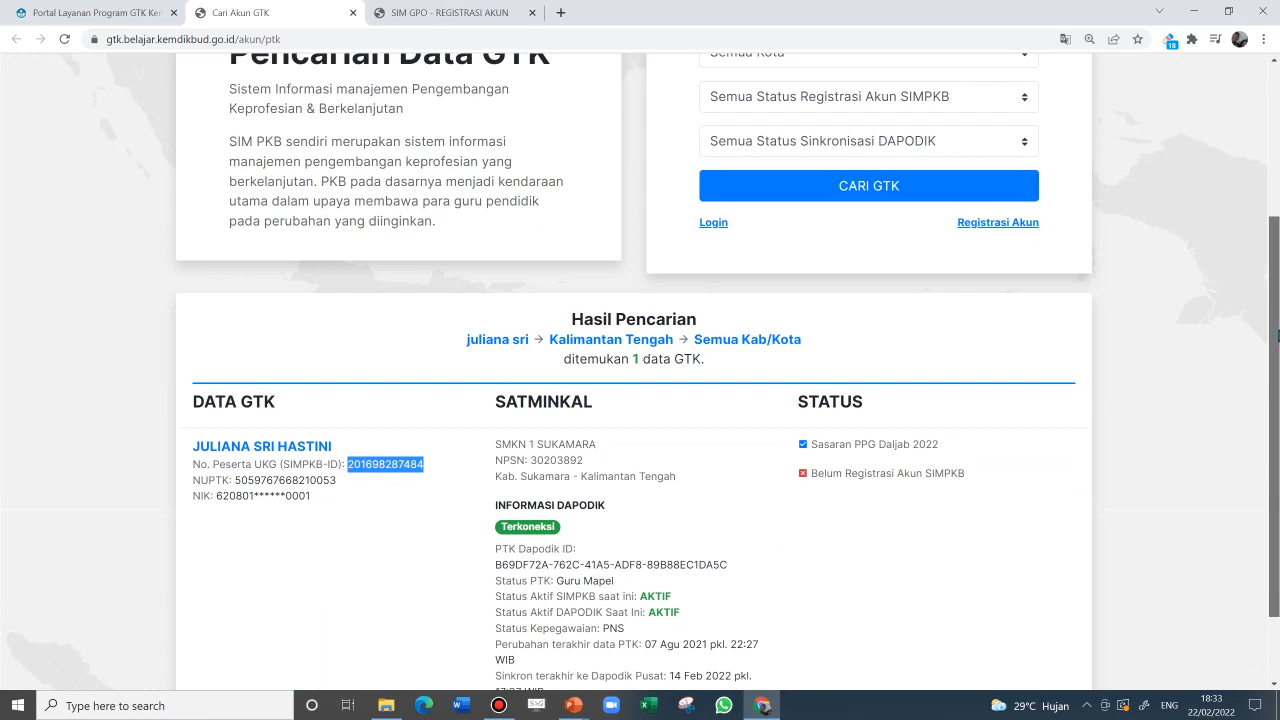 Portal Layanan Program GTK Kem
Cari Akun GTK
SIM GPO - REGISTRASI AKUN
gtk.belajar.kemdikbud.go.id/akun/ptk
18
Pencarian Data GTK
Sistem Informasi manajemen Pengembangan
Keprofesian & Berkelanjutan
SIM PKB sendiri merupakan sistem informasi
manajemen pengembangan keprofesian yang
berkelanjutan. PKB pada dasarnya menjadi kendaraan
utama dalam upaya membawa para guru pendidik
pada perubahan yang diinginkan.
Semua Kota
Semua Status Registrasi Akun SIMPKB
Semua Status Sinkronisasi DAPODIK
CARI GTK
Login
Registrasi Akun
Hasil Pencarian
juliana sri → Kalimantan Tengah → Semua Kab/Kota
ditemukan 1 data GTK.
DATA GTK
JULIANA SRI HASTINI
No. Peserta UKG (SIMPKB-ID): 201698287484
NUPTK: 5059767668210053
NIK: 620801******0001
SATMINKAL
SMKN 1 SUKAMARA
NPSN: 30203892
Kab. Sukamara - Kalimantan Tengah
INFORMASI DAPODIK
Terkoneksi
PTK Dapodik ID:
B69DF72A-762C-41A5-ADF8-89B88EC1DA5C
Status PTK: Guru Mapel
Status Aktif SIMPKB saat ini: AKTIF
Status Aktif DAPODIK Saat Ini: AKTIF
Status Kepegawaian: PNS
Perubahan terakhir data PTK: 07 Agu 2021 pkl. 22:27
WIB
Sinkron terakhir ke Dapodik Pusat: 14 Feb 2022 pkl.
STATUS
Sasaran PPG Daljab 2022
Belum Registrasi Akun SIMPKB
Type here to search
29°C Hujan
ENG
18:33
22/02/2022